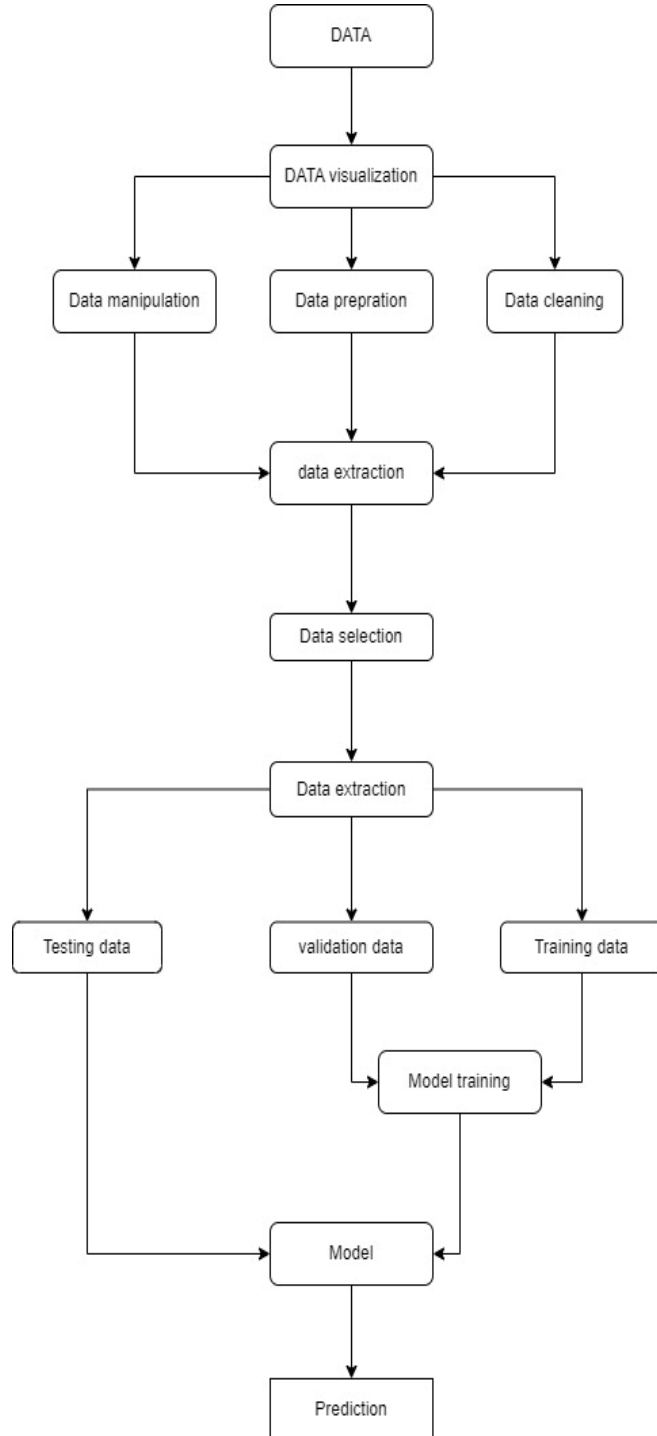 DATA
DATA visualization
Data manipulation
Data prepration
Data cleaning
data extraction
Data selection
Data extraction
Testing data
validation data
Training data
Model training
Model
Prediction